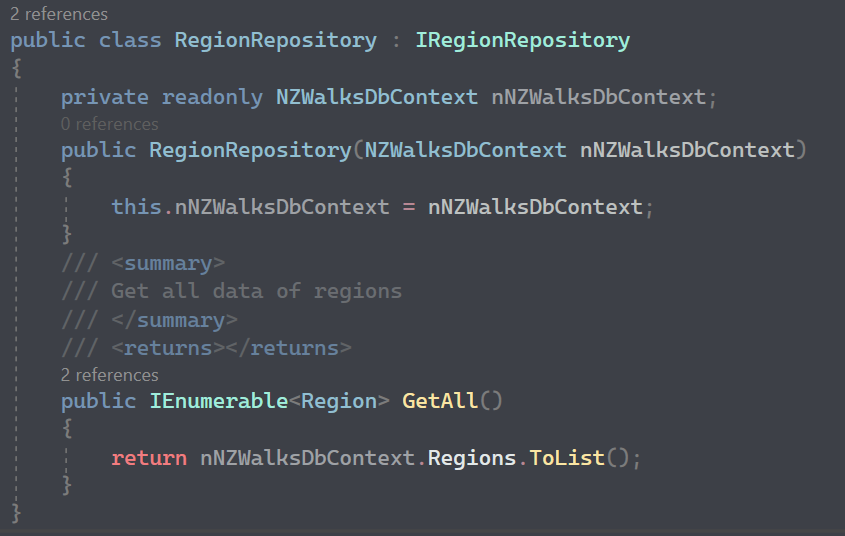 2 references
public class RegionRepository : IRegionRepository
{
private readonly NZWalksDbContext nNZWalksDbContext;
0 references
public RegionRepository(NZWalksDbContext nNZWalksDbContext)
{
this.nNZWalksDbContext = nNZWalksDbContext;
}
/// <summary>
/// Get all data of regions
/// </summary>
/// <returns></returns>
2 references
public IEnumerable<Region> GetAll()
{
return nNZWalksDbContext.Regions.ToList();
}
}